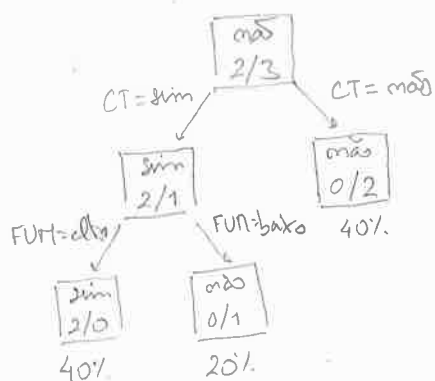 não
2/3
CT=sim
CT=não
sim
2/1
não
0/2
FUM=alto
FUM=baixo
40%
sim
2/0
não
0/1
40%
20%